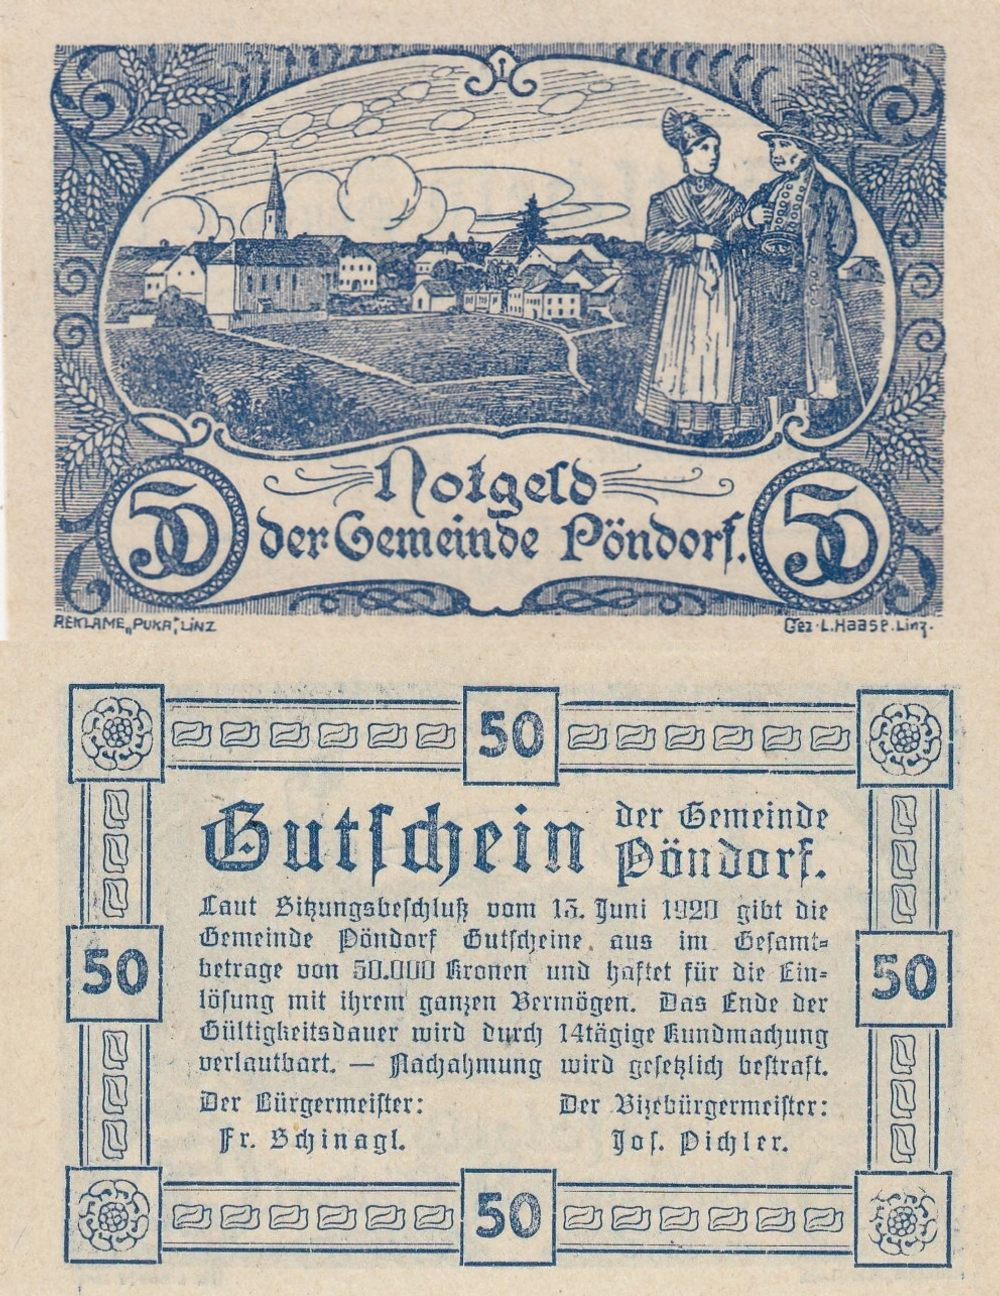 Notgeld
50 der Gemeinde Pöndorf. 50
REKLAME „PUKA“, LINZ
Gez. L. Haase. Linz.
50
Gutschein der Gemeinde
Pöndorf.
Laut Sitzungsbeschluß vom 13. Juni 1920 gibt die
Gemeinde Pöndorf Gutscheine aus im Gesamt=
betrage von 50.000 Kronen und haftet für die Ein=
lösung mit ihrem ganzen Vermögen. Das Ende der
Gültigkeitsdauer wird durch 14tägige Kundmachung
verlautbart. — Nachahmung wird gesetzlich bestraft.
50 50
Der Bürgermeister: Der Vizebürgermeister:
Fr. Schinagl. Jos. Pichler.
50